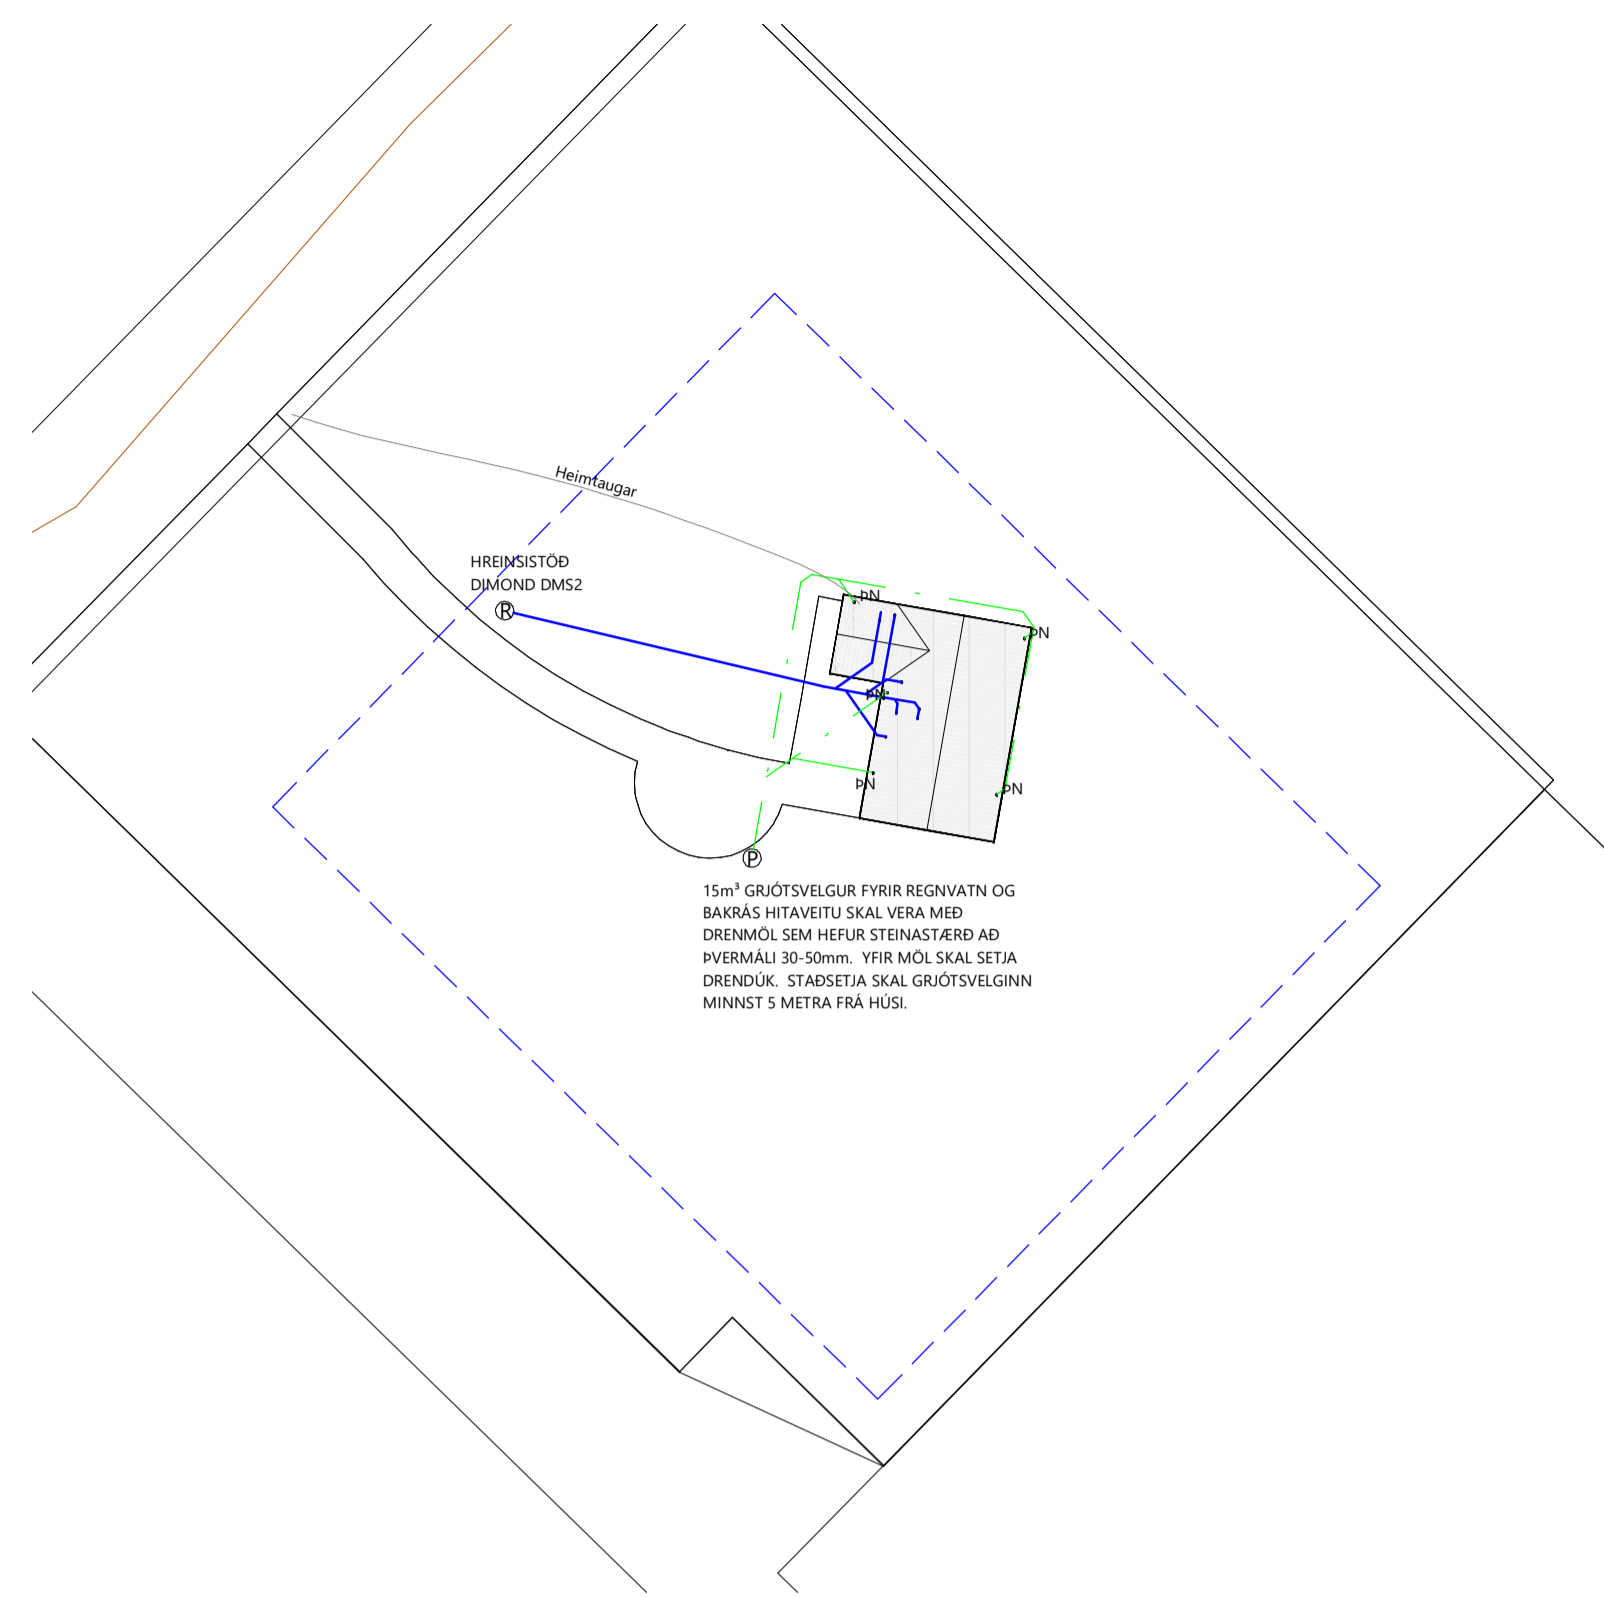 Heimtaugar
HREINSISTÖÐ
DIMOND DMS2
R
ÞN
ÞN
ÞN
ÞN
ÞN
P
15m³ GRJÓTSVELGUR FYRIR REGNVATN OG
BAKRÁS HITAVEITU SKAL VERA MEÐ
DRENMÖL SEM HEFUR STEINASTÆRÐ AÐ
ÞVERMÁLI 30-50mm. YFIR MÖL SKAL SETJA
DRENDÚK. STAÐSETJA SKAL GRJÓTSVELGINN
MINNST 5 METRA FRÁ HÚSI.